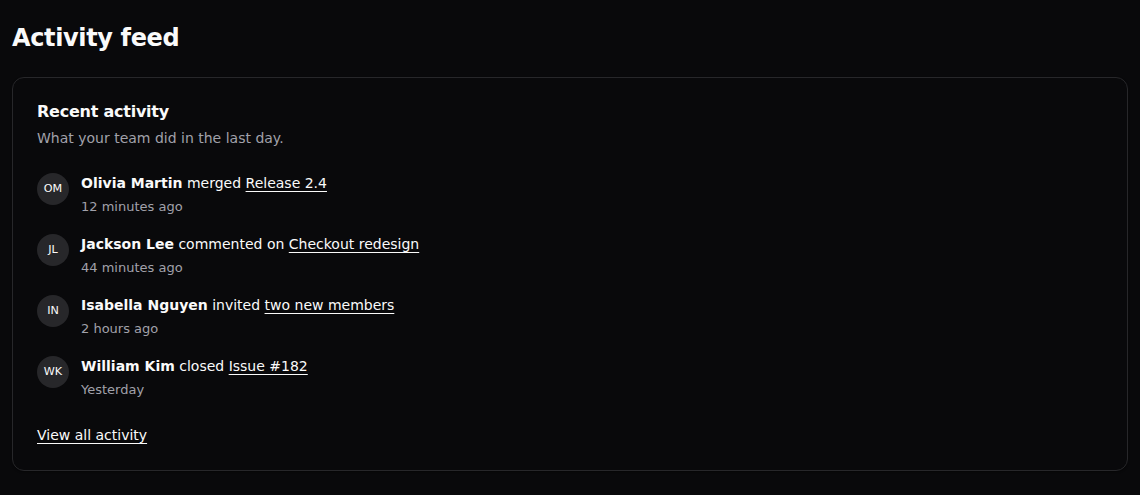 Activity feed
Recent activity
What your team did in the last day.
OM
Olivia Martin merged Release 2.4
12 minutes ago
JL
Jackson Lee commented on Checkout redesign
44 minutes ago
IN
Isabella Nguyen invited two new members
2 hours ago
WK
William Kim closed Issue #182
Yesterday
View all activity